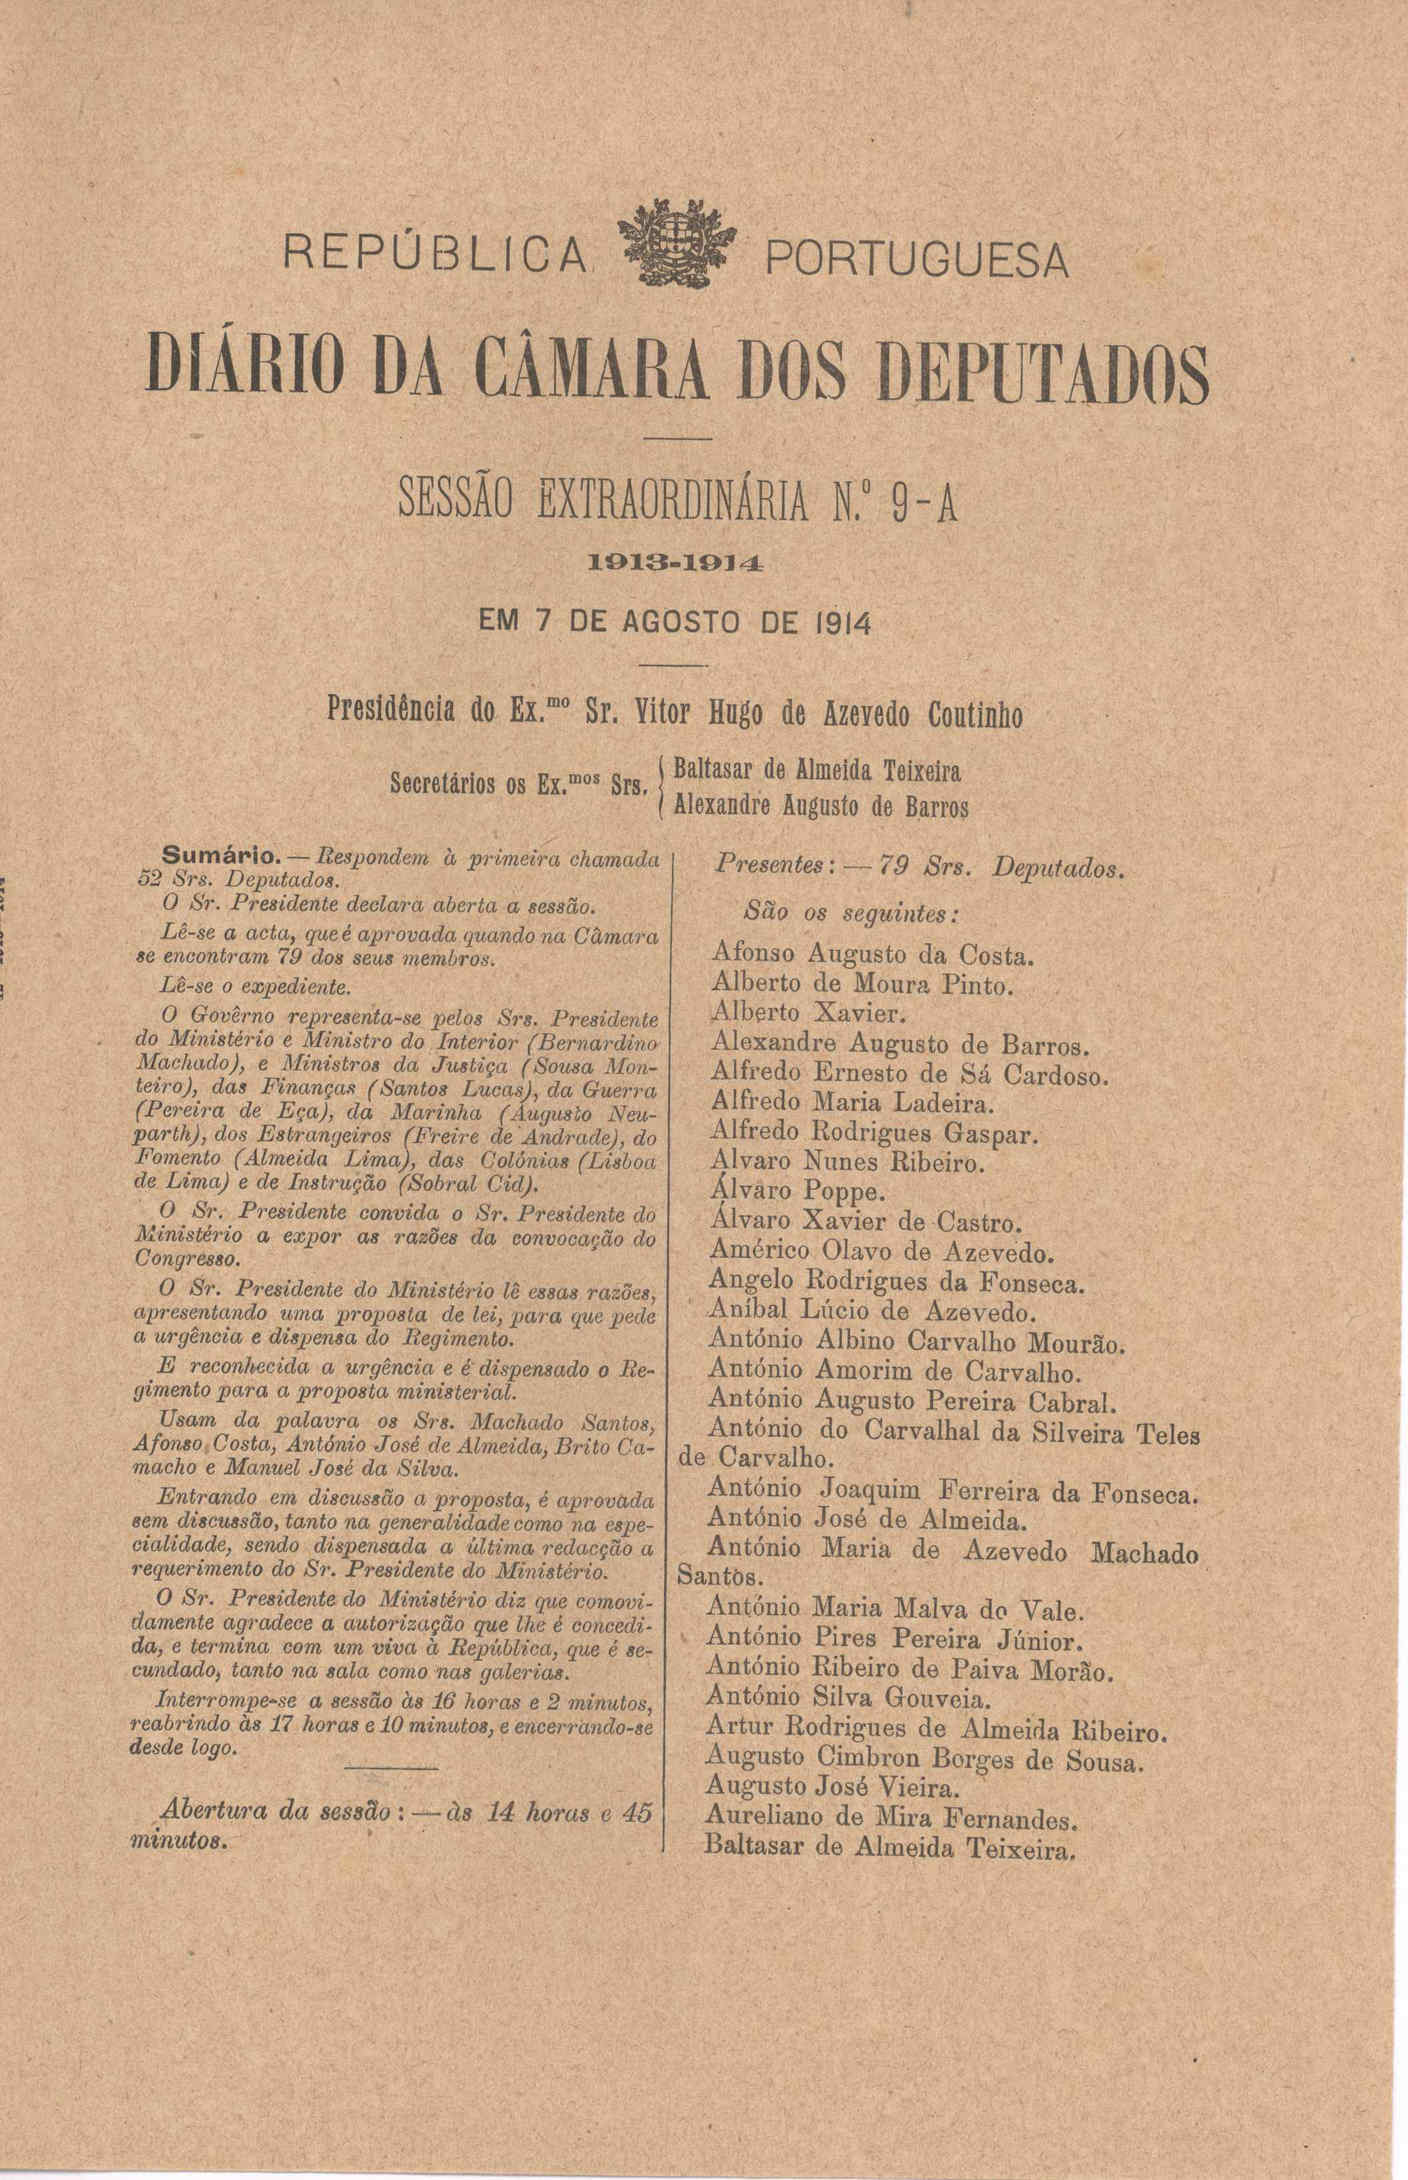 REPÚBLICA PORTUGUESA
DIÁRIO DA CÂMARA DOS DEPUTADOS
SESSÃO EXTRAORDINÁRIA N.º 9-A
1913-1914
EM 7 DE AGOSTO DE 1914
Presidência do Ex.mo Sr. Vitor Hugo de Azevedo Coutinho
Secretários os Ex.mos Srs.
Baltasar de Almeida Teixeira
Alexandre Augusto de Barros
Sumário. — Respondem à primeira chamada
52 Srs. Deputados.
O Sr. Presidente declara aberta a sessão.
Lê-se a acta, que é aprovada quando na Câmara
se encontram 79 dos seus membros.
Lê-se o expediente.
O Govêrno representa-se pelos Srs. Presidente
do Ministério e Ministro do Interior (Bernardino
Machado), e Ministros da Justiça (Sousa Mon-
teiro), das Finanças (Santos Lucas), da Guerra
(Pereira de Eça), da Marinha (Augusto Neu-
parth), dos Estrangeiros (Freire de Andrade), do
Fomento (Almeida Lima), das Colónias (Lisboa
de Lima) e de Instrução (Sobral Cid).
O Sr. Presidente convida o Sr. Presidente do
Ministério a expor as razões da convocação do
Congresso.
O Sr. Presidente do Ministério lê essas razões,
apresentando uma proposta de lei, para que pede
a urgência e dispensa do Regimento.
E reconhecida a urgência e é dispensado o Re-
gimento para a proposta ministerial.
Usam da palavra os Srs. Machado Santos,
Afonso Costa, António José de Almeida, Brito Ca-
macho e Manuel José da Silva.
Entrando em discussão a proposta, é aprovada
sem discussão, tanto na generalidade como na espe-
cialidade, sendo dispensada a última redacção a
requerimento do Sr. Presidente do Ministério.
O Sr. Presidente do Ministério diz que comovi-
damente agradece a autorização que lhe é concedi-
da, e termina com um viva à República, que é se-
cundado, tanto na sala como nas galerias.
Interrompe-se a sessão às 16 horas e 2 minutos,
reabrindo às 17 horas e 10 minutos, e encerrando-se
desde logo.
Abertura da sessão: — às 14 horas e 45
minutos.
Presentes: — 79 Srs. Deputados.
São os seguintes:
Afonso Augusto da Costa.
Alberto de Moura Pinto.
Alberto Xavier.
Alexandre Augusto de Barros.
Alfredo Ernesto de Sá Cardoso.
Alfredo Maria Ladeira.
Alfredo Rodrigues Gaspar.
Alvaro Nunes Ribeiro.
Álvaro Poppe.
Álvaro Xavier de Castro.
Américo Olavo de Azevedo.
Angelo Rodrigues da Fonseca.
Aníbal Lúcio de Azevedo.
António Albino Carvalho Mourão.
António Amorim de Carvalho.
António Augusto Pereira Cabral.
António do Carvalhal da Silveira Teles
de Carvalho.
António Joaquim Ferreira da Fonseca.
António José de Almeida.
António Maria de Azevedo Machado
Santos.
António Maria Malva do Vale.
António Pires Pereira Júnior.
António Ribeiro de Paiva Morão.
António Silva Gouveia.
Artur Rodrigues de Almeida Ribeiro.
Augusto Cimbron Borges de Sousa.
Augusto José Vieira.
Aureliano de Mira Fernandes.
Baltasar de Almeida Teixeira.